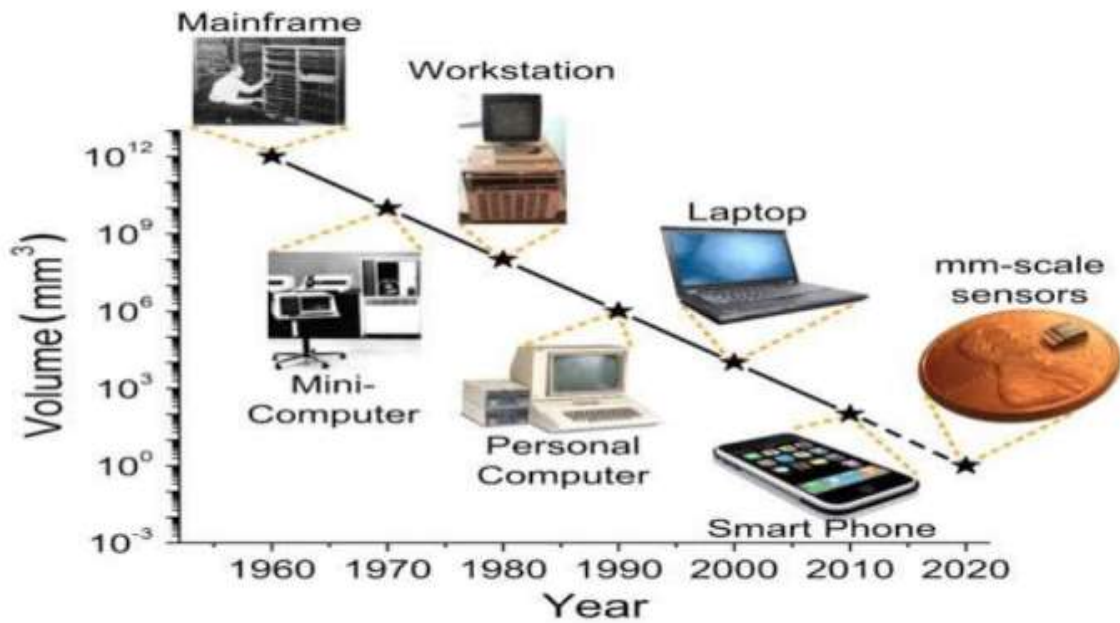 Mainframe
Workstation
Laptop
mm-scale
sensors
Mini-
Computer
Personal
Computer
Smart Phone
Volume(mm³)
10¹²
10⁹
10⁶
10³
10⁰
10⁻³
1960 1970 1980 1990 2000 2010 2020
Year